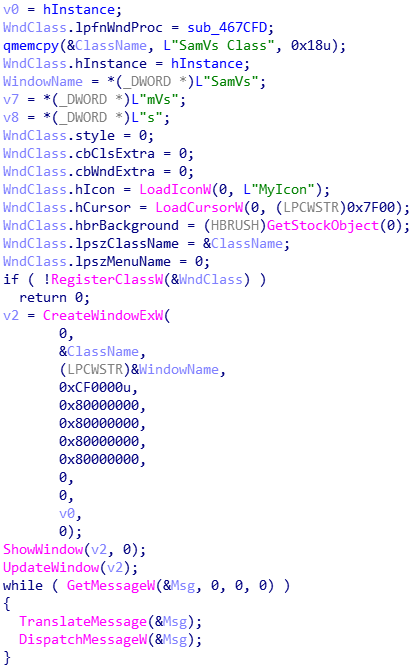 v0 = hInstance;
WndClass.lpfnWndProc = sub_467CFD;
qmemcpy(&ClassName, L"SamVs Class", 0x18u);
WndClass.hInstance = hInstance;
WindowName = *(_DWORD *)L"SamVs";
v7 = *(_DWORD *)L"mVs";
v8 = *(_DWORD *)L"s";
WndClass.style = 0;
WndClass.cbClsExtra = 0;
WndClass.cbWndExtra = 0;
WndClass.hIcon = LoadIconW(0, L"MyIcon");
WndClass.hCursor = LoadCursorW(0, (LPCWSTR)0x7F00);
WndClass.hbrBackground = (HBRUSH)GetStockObject(0);
WndClass.lpszClassName = &ClassName;
WndClass.lpszMenuName = 0;
if ( !RegisterClassW(&WndClass) )
  return 0;
v2 = CreateWindowExW(
       0,
       &ClassName,
       (LPCWSTR)&WindowName,
       0xCF0000u,
       0x80000000,
       0x80000000,
       0x80000000,
       0x80000000,
       0,
       0,
       v0,
       0);
ShowWindow(v2, 0);
UpdateWindow(v2);
while ( GetMessageW(&Msg, 0, 0, 0) )
{
  TranslateMessage(&Msg);
  DispatchMessageW(&Msg);
}